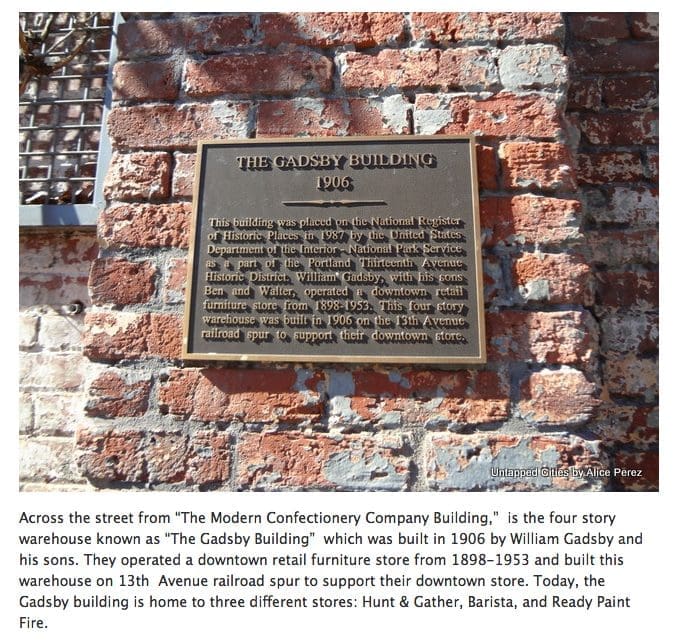 THE GADSBY BUILDING
1906
This building was placed on the National Register
of Historic Places in 1987 by the United States
Department of the Interior - National Park Service
as a part of the Portland Thirteenth Avenue
Historic District. William Gadsby, with his sons
Ben and Walter, operated a downtown retail
furniture store from 1898-1953. This four story
warehouse was built in 1906 on the 13th Avenue
railroad spur to support their downtown store.
Untapped Cities by Alice Perez
Across the street from "The Modern Confectionery Company Building,"  is the four story
warehouse known as "The Gadsby Building"  which was built in 1906 by William Gadsby and
his sons. They operated a downtown retail furniture store from 1898-1953 and built this
warehouse on 13th  Avenue railroad spur to support their downtown store. Today, the
Gadsby building is home to three different stores: Hunt & Gather, Barista, and Ready Paint
Fire.